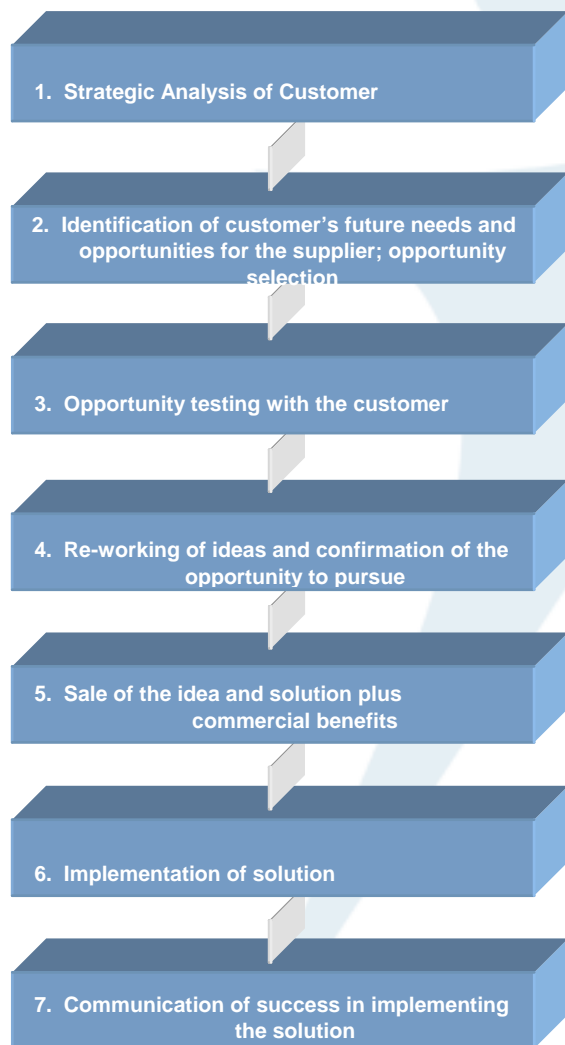 1. Strategic Analysis of Customer
2. Identification of customer’s future needs and
opportunities for the supplier; opportunity
selection
3. Opportunity testing with the customer
4. Re-working of ideas and confirmation of the
opportunity to pursue
5. Sale of the idea and solution plus
commercial benefits
6. Implementation of solution
7. Communication of success in implementing
the solution